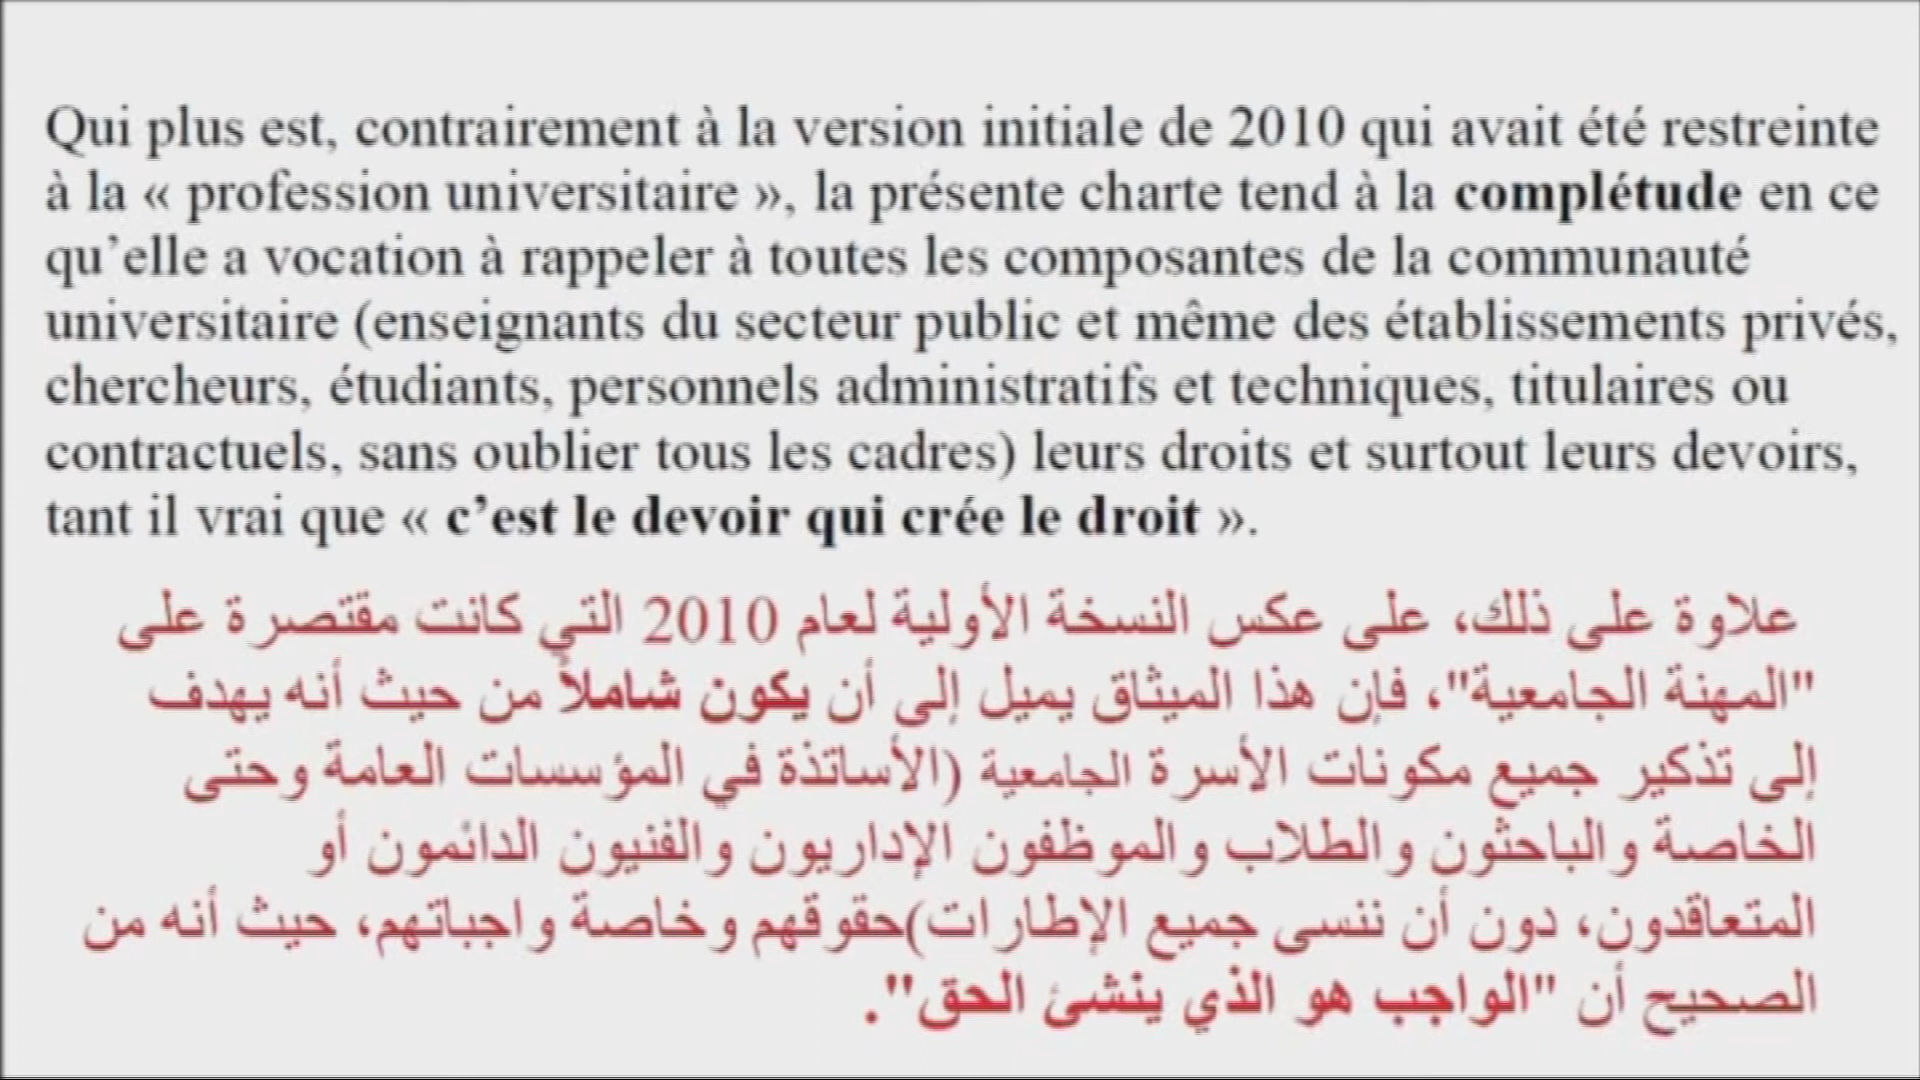 Qui plus est, contrairement à la version initiale de 2010 qui avait été restreinte
à la « profession universitaire », la présente charte tend à la complétude en ce
qu’elle a vocation à rappeler à toutes les composantes de la communauté
universitaire (enseignants du secteur public et même des établissements privés,
chercheurs, étudiants, personnels administratifs et techniques, titulaires ou
contractuels, sans oublier tous les cadres) leurs droits et surtout leurs devoirs,
tant il vrai que « c’est le devoir qui crée le droit ».
علاوة على ذلك، على عكس النسخة الأولية لعام 2010 التي كانت مقتصرة على
"المهنة الجامعية"، فإن هذا الميثاق يميل إلى أن يكون شاملاً من حيث أنه يهدف
إلى تذكير جميع مكونات الأسرة الجامعية (الأساتذة في المؤسسات العامة وحتى
الخاصة والباحثون والطلاب والموظفون الإداريون والفنيون الدائمون أو
المتعاقدون، دون أن ننسى جميع الإطارات)حقوقهم وخاصة واجباتهم، حيث أنه من
الصحيح أن "الواجب هو الذي ينشئ الحق".